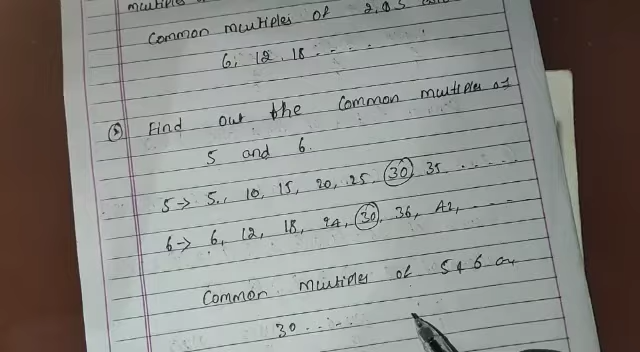 multiples
Common multiples of 2,
6, 12, 18 .....
Find out the common multiples of
5 and 6.
5 → 5, 10, 15, 20, 25, 30 35 ......
6 → 6, 12, 18, 24, 30, 36, 42, ----
Common multiples of 5 & 6 are
30 .....